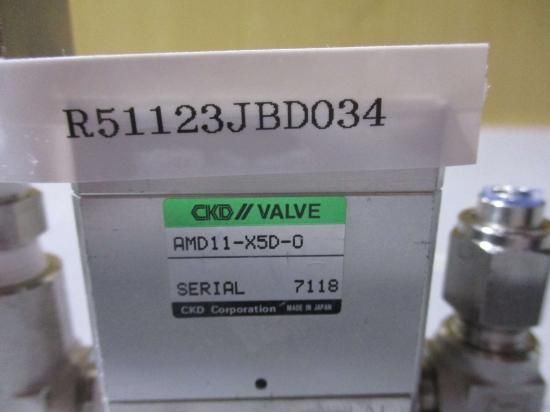 R51123JBD034
CKD// VALVE
AMD11-X5D-0
SERIAL 7118
CKD Corporation MADE IN JAPAN